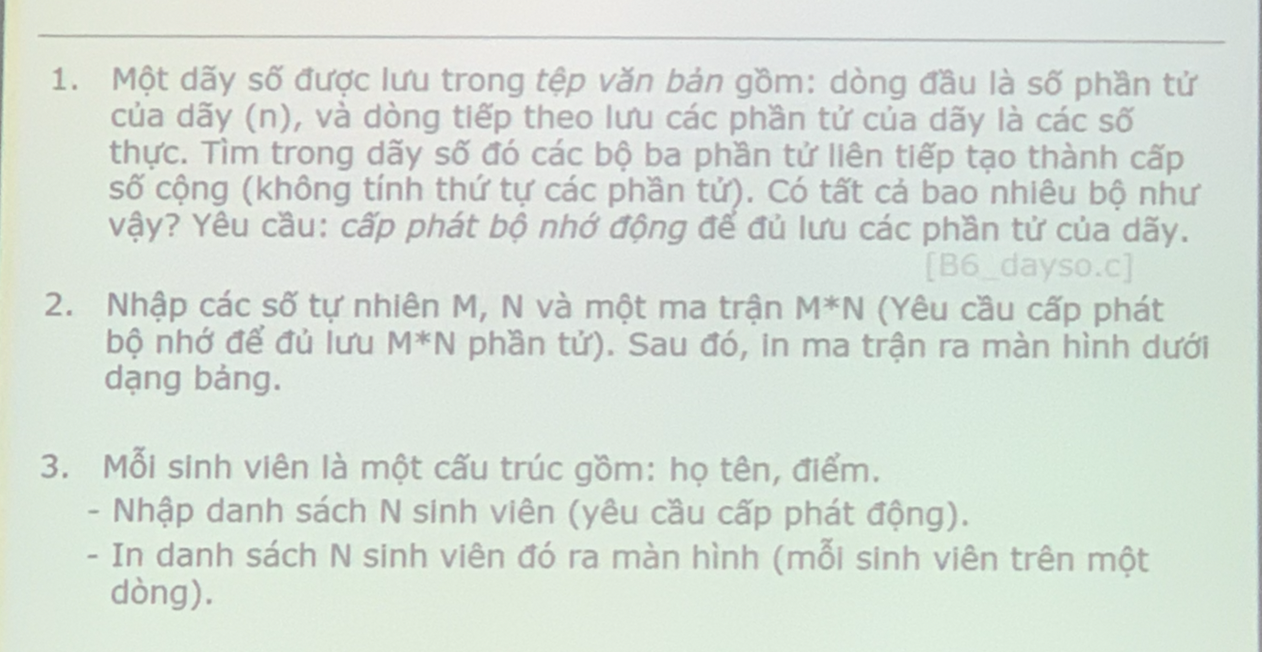 1. Một dãy số được lưu trong tệp văn bản gồm: dòng đầu là số phần tử
của dãy (n), và dòng tiếp theo lưu các phần tử của dãy là các số
thực. Tìm trong dãy số đó các bộ ba phần tử liên tiếp tạo thành cấp
số cộng (không tính thứ tự các phần tử). Có tất cả bao nhiêu bộ như
vậy? Yêu cầu: cấp phát bộ nhớ động để đủ lưu các phần tử của dãy.
[B6_dayso.c]
2. Nhập các số tự nhiên M, N và một ma trận M*N (Yêu cầu cấp phát
bộ nhớ để đủ lưu M*N phần tử). Sau đó, in ma trận ra màn hình dưới
dạng bảng.
3. Mỗi sinh viên là một cấu trúc gồm: họ tên, điểm.
- Nhập danh sách N sinh viên (yêu cầu cấp phát động).
- In danh sách N sinh viên đó ra màn hình (mỗi sinh viên trên một
dòng).